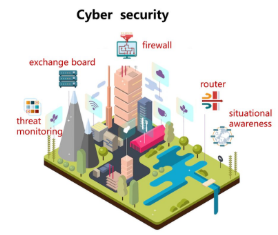 Cyber security
firewall
exchange board
router
threat
monitoring
situational
awareness